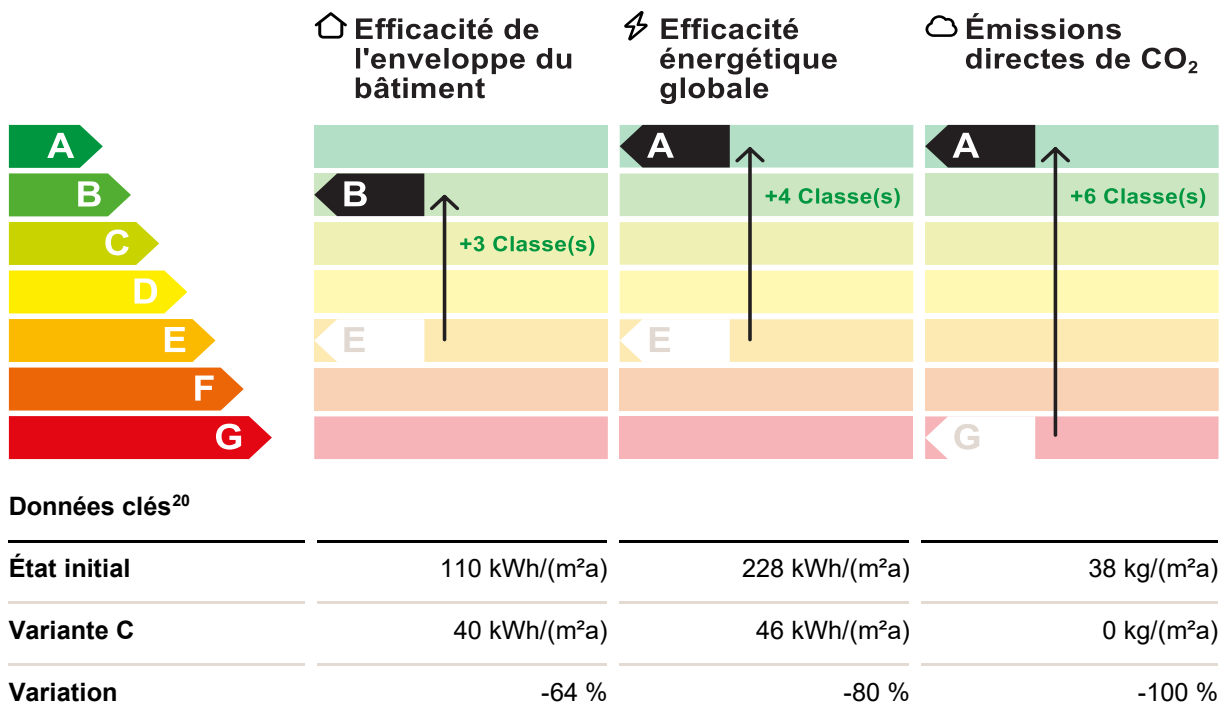 Efficacité de
l'enveloppe du
bâtiment
Efficacité
énergétique
globale
Émissions
directes de CO₂
A
A
A
B
B
+4 Classe(s)
+6 Classe(s)
C
+3 Classe(s)
D
E
E
E
F
G
G
Données clés²⁰
État initial 110 kWh/(m²a) 228 kWh/(m²a) 38 kg/(m²a)
Variante C 40 kWh/(m²a) 46 kWh/(m²a) 0 kg/(m²a)
Variation -64 % -80 % -100 %